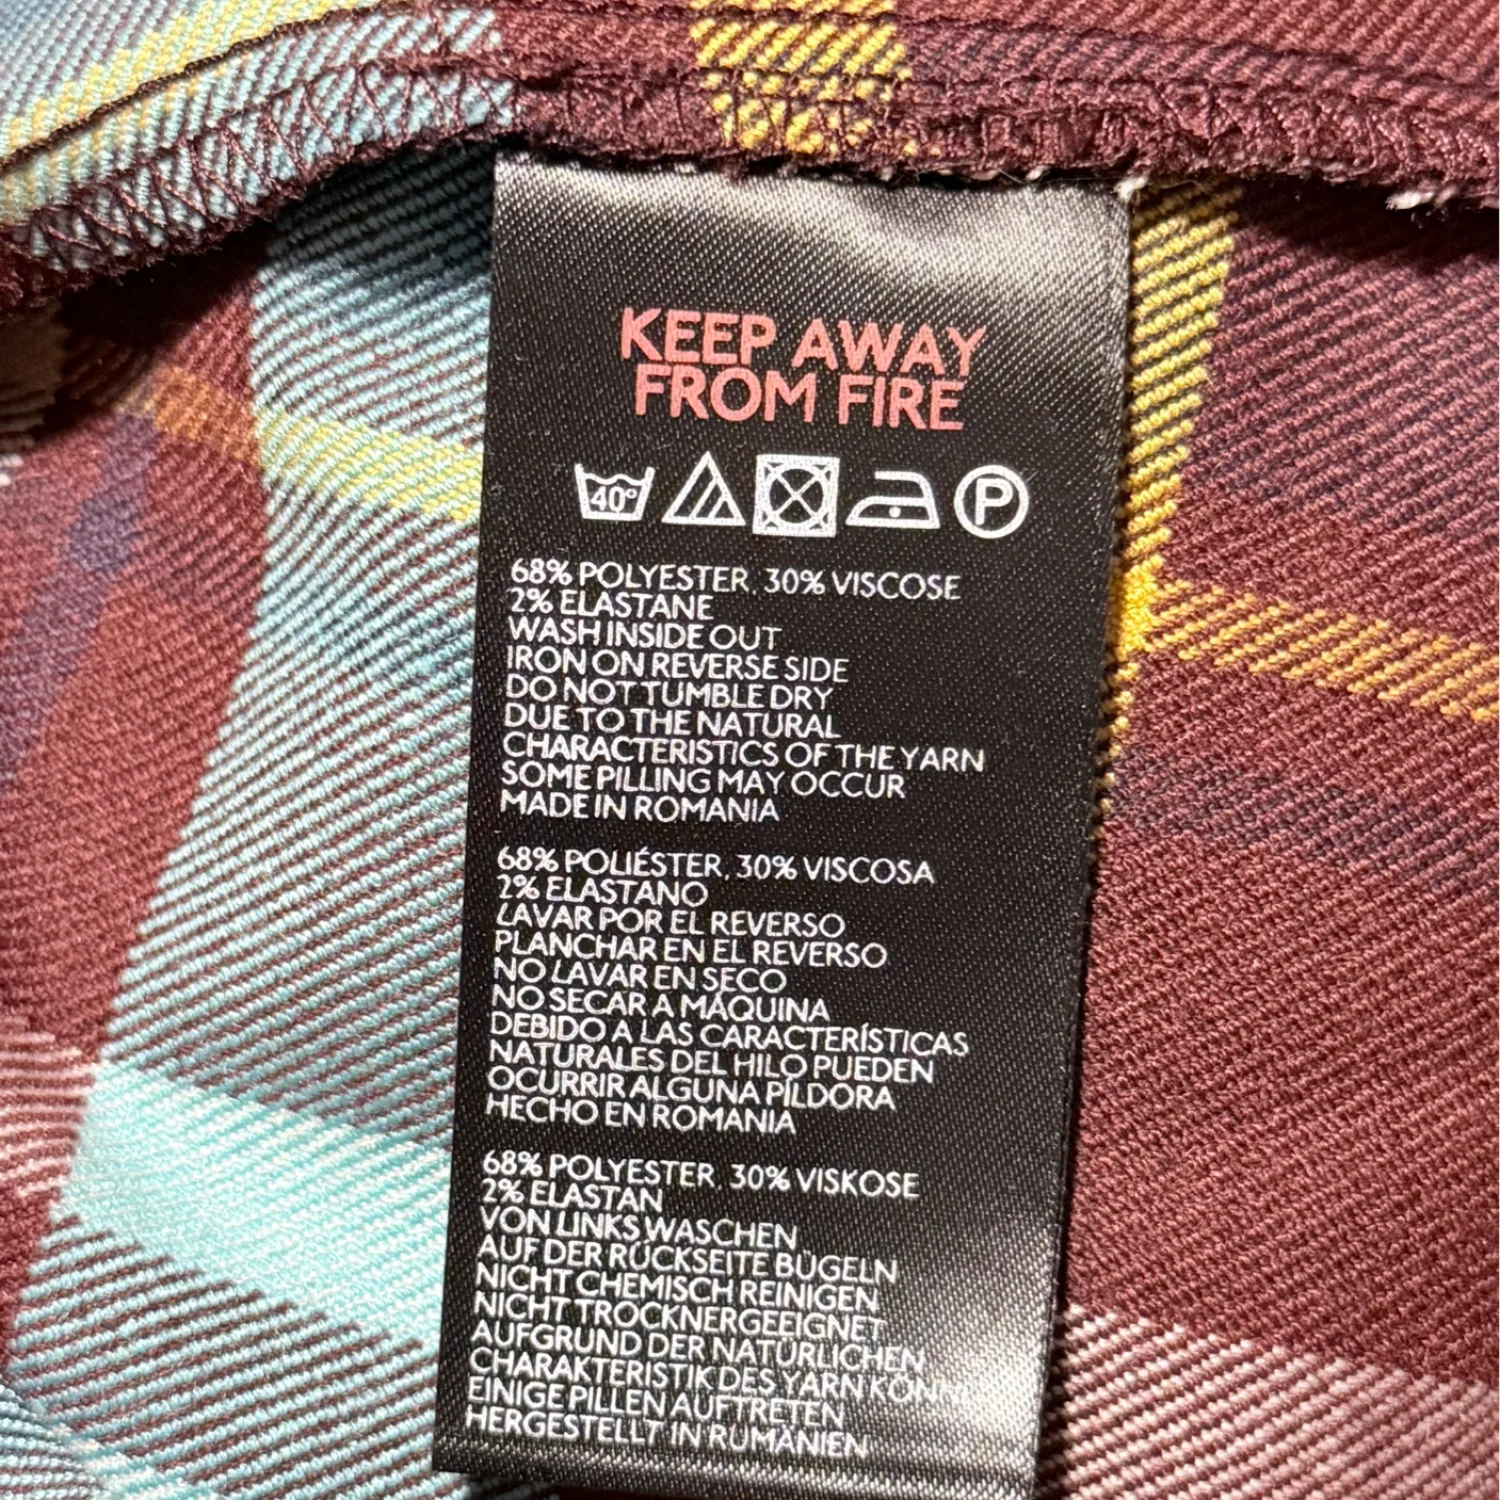 KEEP AWAY
FROM FIRE
40°
P
68% POLYESTER, 30% VISCOSE
2% ELASTANE
WASH INSIDE OUT
IRON ON REVERSE SIDE
DO NOT TUMBLE DRY
DUE TO THE NATURAL
CHARACTERISTICS OF THE YARN
SOME PILLING MAY OCCUR
MADE IN ROMANIA
68% POLIÉSTER, 30% VISCOSA
2% ELASTANO
LAVAR POR EL REVERSO
PLANCHAR EN EL REVERSO
NO LAVAR EN SECO
NO SECAR A MÁQUINA
DEBIDO A LAS CARACTERÍSTICAS
NATURALES DEL HILO PUEDEN
OCURRIR ALGUNA PÍLDORA
HECHO EN ROMANIA
68% POLYESTER, 30% VISKOSE
2% ELASTAN
VON LINKS WASCHEN
AUF DER RÜCKSEITE BÜGELN
NICHT CHEMISCH REINIGEN
NICHT TROCKNERGEEIGNET
AUFGRUND DER NATÜRLICHEN
CHARAKTERISTIK DES YARN
EINIGE PILLEN AUFTRETEN
HERGESTELLT IN RUMÄNIEN